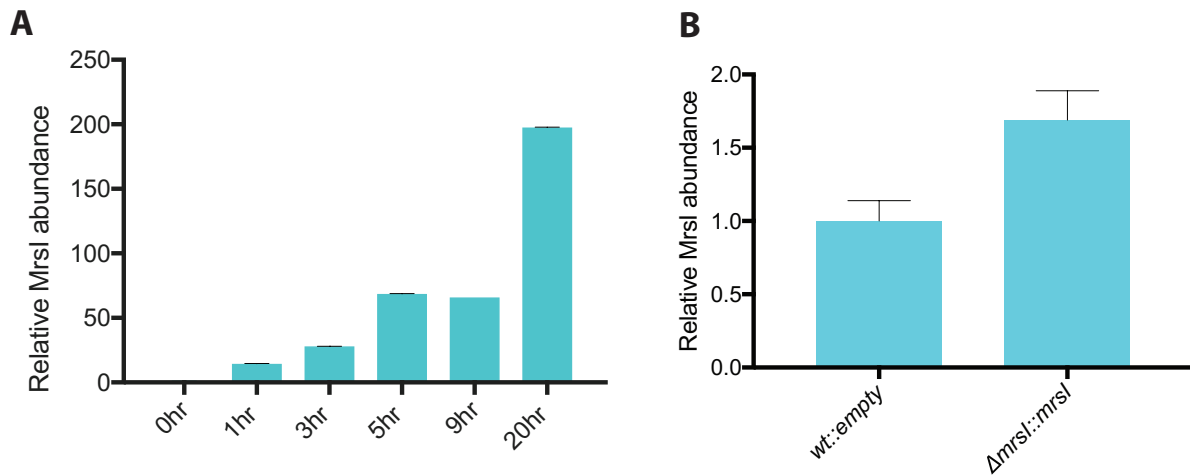 A
Relative MrsI abundance
250
200
150
100
50
0
0hr
1hr
3hr
5hr
9hr
20hr
B
Relative MrsI abundance
2.0
1.5
1.0
0.5
0.0
wt::empty
ΔmrsI::mrsI